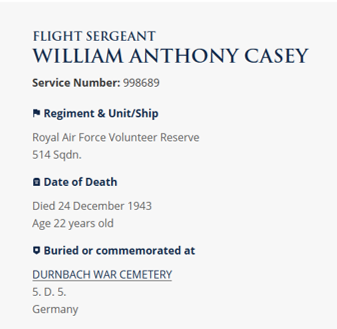 FLIGHT SERGEANT
WILLIAM ANTHONY CASEY
Service Number: 998689
Regiment & Unit/Ship
Royal Air Force Volunteer Reserve
514 Sqdn.
Date of Death
Died 24 December 1943
Age 22 years old
Buried or commemorated at
DURNBACH WAR CEMETERY
5. D. 5.
Germany